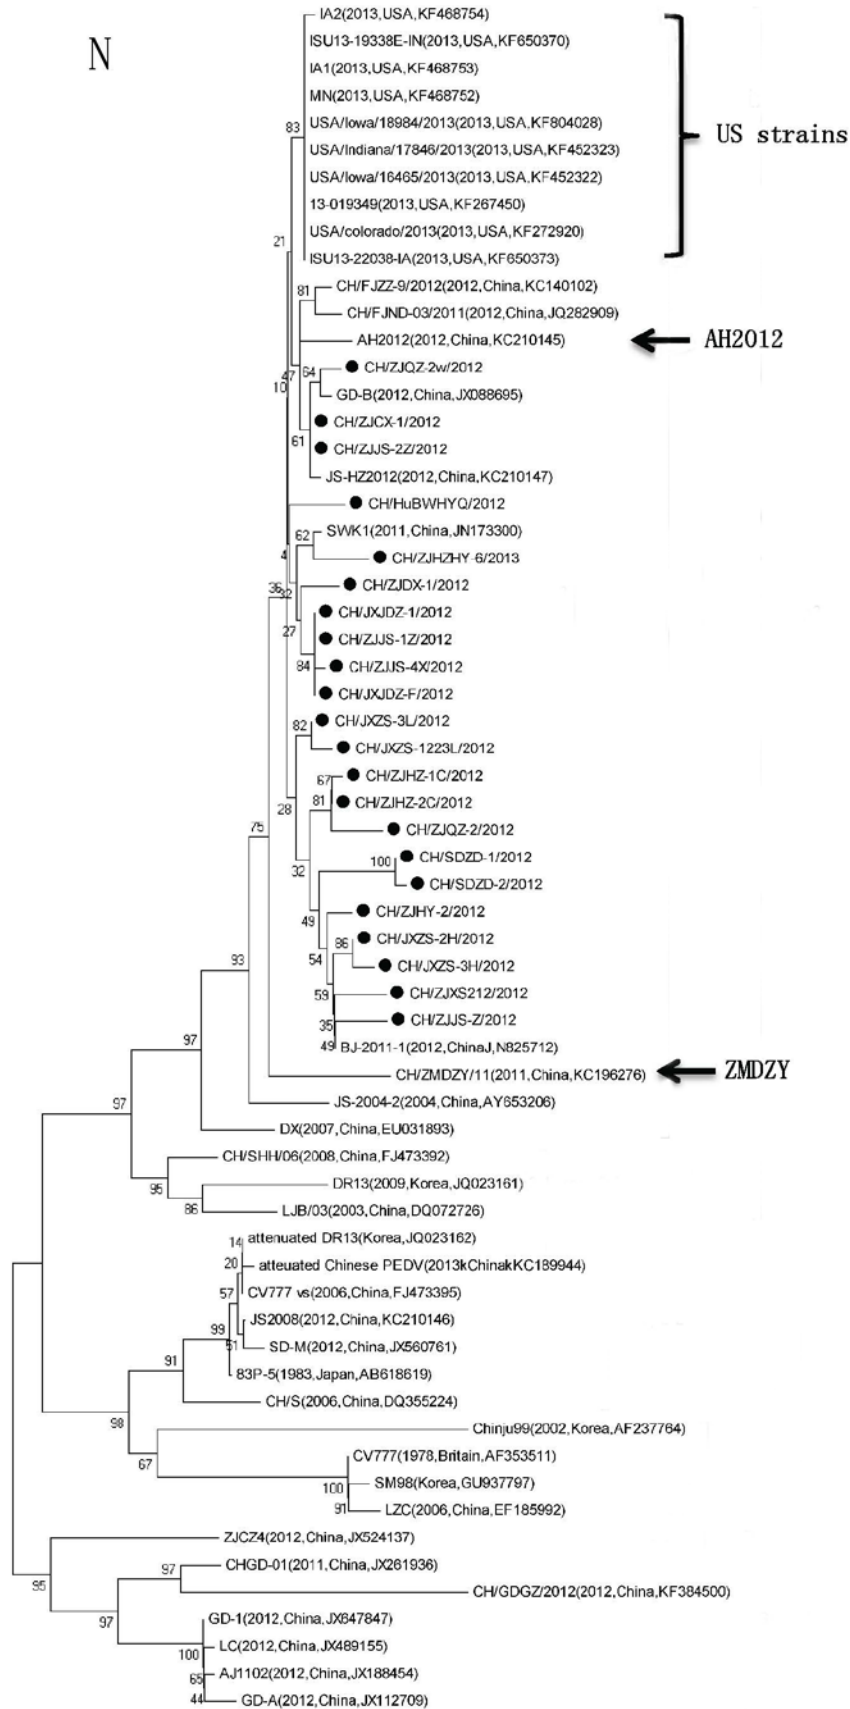 N
IA2(2013,USA,KF468754)
ISU13-19338E-IN(2013,USA,KF650370)
IA1(2013,USA,KF468753)
MN(2013,USA,KF468752)
83
USA/Iowa/18984/2013(2013,USA,KF804028)
US strains
USA/Indiana/17846/2013(2013,USA,KF452323)
USA/Iowa/16465/2013(2013,USA,KF452322)
13-019349(2013,USA,KF267450)
USA/colorado/2013(2013,USA,KF272920)
21
ISU13-22038-IA(2013,USA,KF650373)
81
CH/FJZZ-9/2012(2012,China,KC140102)
CH/FJND-03/2011(2012,China,JQ282909)
AH2012(2012,China,KC210145)
AH2012
47
64
CH/ZJQZ-2w/2012
10
GD-B(2012,China,JX088695)
CH/ZJCX-1/2012
61
CH/ZJJS-2Z/2012
JS-HZ2012(2012,China,KC210147)
CH/HuBWHYQ/2012
62
SWK1(2011,China,JN173300)
4
CH/ZJHZHY-6/2013
36
32
CH/ZJDX-1/2012
CH/JXJDZ-1/2012
27
CH/ZJJS-1Z/2012
84
CH/ZJJS-4X/2012
CH/JXJDZ-F/2012
82
CH/JXZS-3L/2012
CH/JXZS-1223L/2012
67
CH/ZJHZ-1C/2012
28
81
CH/ZJHZ-2C/2012
75
CH/ZJQZ-2/2012
32
100
CH/SDZD-1/2012
CH/SDZD-2/2012
49
CH/ZJHY-2/2012
86
CH/JXZS-2H/2012
93
54
CH/JXZS-3H/2012
59
CH/ZJXS212/2012
35
CH/ZJJS-Z/2012
97
49
BJ-2011-1(2012,ChinaJ,N825712)
CH/ZMDZY/11(2011,China,KC196276)
ZMDZY
97
JS-2004-2(2004,China,AY653206)
DX(2007,China,EU031893)
CH/SHH/06(2008,China,FJ473392)
95
DR13(2009,Korea,JQ023161)
86
LJB/03(2003,China,DQ072726)
14
attenuated DR13(Korea,JQ023162)
20
atteuated Chinese PEDV(2013kChinakKC189944)
57
CV777 vs(2006,China,FJ473395)
JS2008(2012,China,KC210146)
99
51
SD-M(2012,China,JX560761)
91
83P-5(1983,Japan,AB618619)
CH/S(2006,China,DQ355224)
98
Chinju99(2002,Korea,AF237764)
67
CV777(1978,Britain,AF353511)
100
SM98(Korea,GU937797)
91
LZC(2006,China,EF185992)
ZJCZ4(2012,China,JX524137)
97
CHGD-01(2011,China,JX261936)
95
CH/GDGZ/2012(2012,China,KF384500)
97
GD-1(2012,China,JX647847)
100
LC(2012,China,JX489155)
65
AJ1102(2012,China,JX188454)
44
GD-A(2012,China,JX112709)